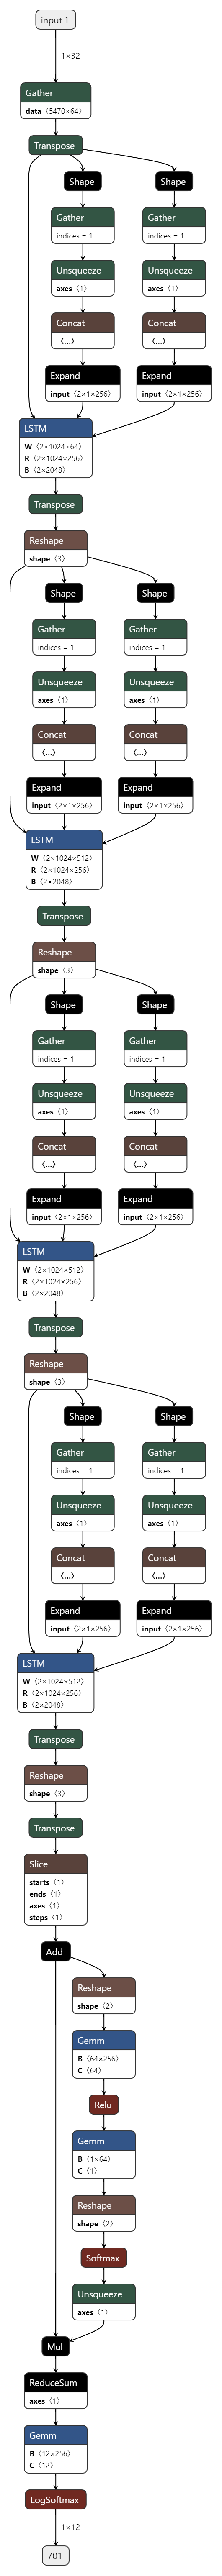 input.1
1×32
Gather
data ⟨5470×64⟩
Transpose
Shape
Shape
Gather
indices = 1
Gather
indices = 1
Unsqueeze
axes ⟨1⟩
Unsqueeze
axes ⟨1⟩
Concat
⟨...⟩
Concat
⟨...⟩
Expand
input ⟨2×1×256⟩
Expand
input ⟨2×1×256⟩
LSTM
W ⟨2×1024×64⟩
R ⟨2×1024×256⟩
B ⟨2×2048⟩
Transpose
Reshape
shape ⟨3⟩
Shape
Shape
Gather
indices = 1
Gather
indices = 1
Unsqueeze
axes ⟨1⟩
Unsqueeze
axes ⟨1⟩
Concat
⟨...⟩
Concat
⟨...⟩
Expand
input ⟨2×1×256⟩
Expand
input ⟨2×1×256⟩
LSTM
W ⟨2×1024×512⟩
R ⟨2×1024×256⟩
B ⟨2×2048⟩
Transpose
Reshape
shape ⟨3⟩
Shape
Shape
Gather
indices = 1
Gather
indices = 1
Unsqueeze
axes ⟨1⟩
Unsqueeze
axes ⟨1⟩
Concat
⟨...⟩
Concat
⟨...⟩
Expand
input ⟨2×1×256⟩
Expand
input ⟨2×1×256⟩
LSTM
W ⟨2×1024×512⟩
R ⟨2×1024×256⟩
B ⟨2×2048⟩
Transpose
Reshape
shape ⟨3⟩
Shape
Shape
Gather
indices = 1
Gather
indices = 1
Unsqueeze
axes ⟨1⟩
Unsqueeze
axes ⟨1⟩
Concat
⟨...⟩
Concat
⟨...⟩
Expand
input ⟨2×1×256⟩
Expand
input ⟨2×1×256⟩
LSTM
W ⟨2×1024×512⟩
R ⟨2×1024×256⟩
B ⟨2×2048⟩
Transpose
Reshape
shape ⟨3⟩
Transpose
Slice
starts ⟨1⟩
ends ⟨1⟩
axes ⟨1⟩
steps ⟨1⟩
Add
Reshape
shape ⟨2⟩
Gemm
B ⟨64×256⟩
C ⟨64⟩
Relu
Gemm
B ⟨1×64⟩
C ⟨1⟩
Reshape
shape ⟨2⟩
Softmax
Unsqueeze
axes ⟨1⟩
Mul
ReduceSum
axes ⟨1⟩
Gemm
B ⟨12×256⟩
C ⟨12⟩
LogSoftmax
1×12
701